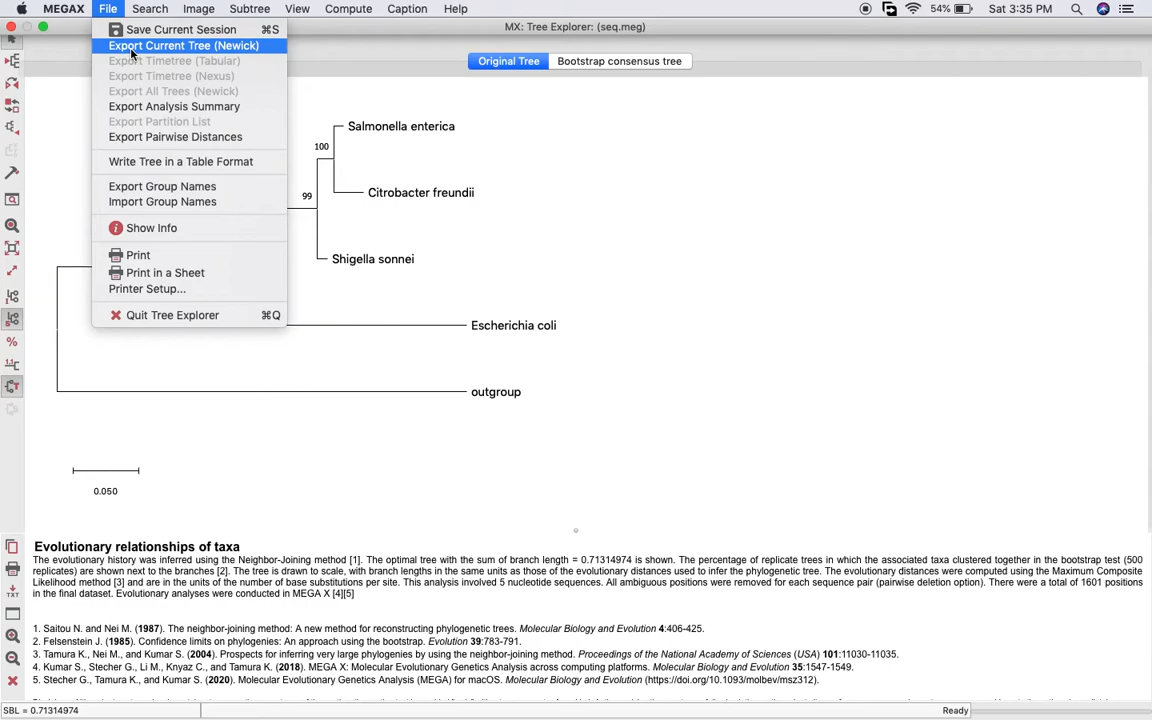 MEGAX File Search Image Subtree View Compute Caption Help 54% Sat 3:35 PM
MX: Tree Explorer: (seq.meg)
Save Current Session ⌘S
Export Current Tree (Newick)
Export Timetree (Tabular)
Export Timetree (Nexus)
Export All Trees (Newick)
Export Analysis Summary
Export Partition List
Export Pairwise Distances
Write Tree in a Table Format
Export Group Names
Import Group Names
Show Info
Print
Print in a Sheet
Printer Setup...
Quit Tree Explorer ⌘Q
Original Tree Bootstrap consensus tree
Salmonella enterica
100
Citrobacter freundii
99
Shigella sonnei
Escherichia coli
outgroup
0.050
Evolutionary relationships of taxa
The evolutionary history was inferred using the Neighbor-Joining method [1]. The optimal tree with the sum of branch length = 0.71314974 is shown. The percentage of replicate trees in which the associated taxa clustered together in the bootstrap test (500
replicates) are shown next to the branches [2]. The tree is drawn to scale, with branch lengths in the same units as those of the evolutionary distances used to infer the phylogenetic tree. The evolutionary distances were computed using the Maximum Composite
Likelihood method [3] and are in the units of the number of base substitutions per site. This analysis involved 5 nucleotide sequences. All ambiguous positions were removed for each sequence pair (pairwise deletion option). There were a total of 1601 positions
in the final dataset. Evolutionary analyses were conducted in MEGA X [4][5]
1. Saitou N. and Nei M. (1987). The neighbor-joining method: A new method for reconstructing phylogenetic trees. Molecular Biology and Evolution 4:406-425.
2. Felsenstein J. (1985). Confidence limits on phylogenies: An approach using the bootstrap. Evolution 39:783-791.
3. Tamura K., Nei M., and Kumar S. (2004). Prospects for inferring very large phylogenies by using the neighbor-joining method. Proceedings of the National Academy of Sciences (USA) 101:11030-11035.
4. Kumar S., Stecher G., Li M., Knyaz C., and Tamura K. (2018). MEGA X: Molecular Evolutionary Genetics Analysis across computing platforms. Molecular Biology and Evolution 35:1547-1549.
5. Stecher G., Tamura K., and Kumar S. (2020). Molecular Evolutionary Genetics Analysis (MEGA) for macOS. Molecular Biology and Evolution (https://doi.org/10.1093/molbev/msz312).
SBL = 0.71314974
Ready